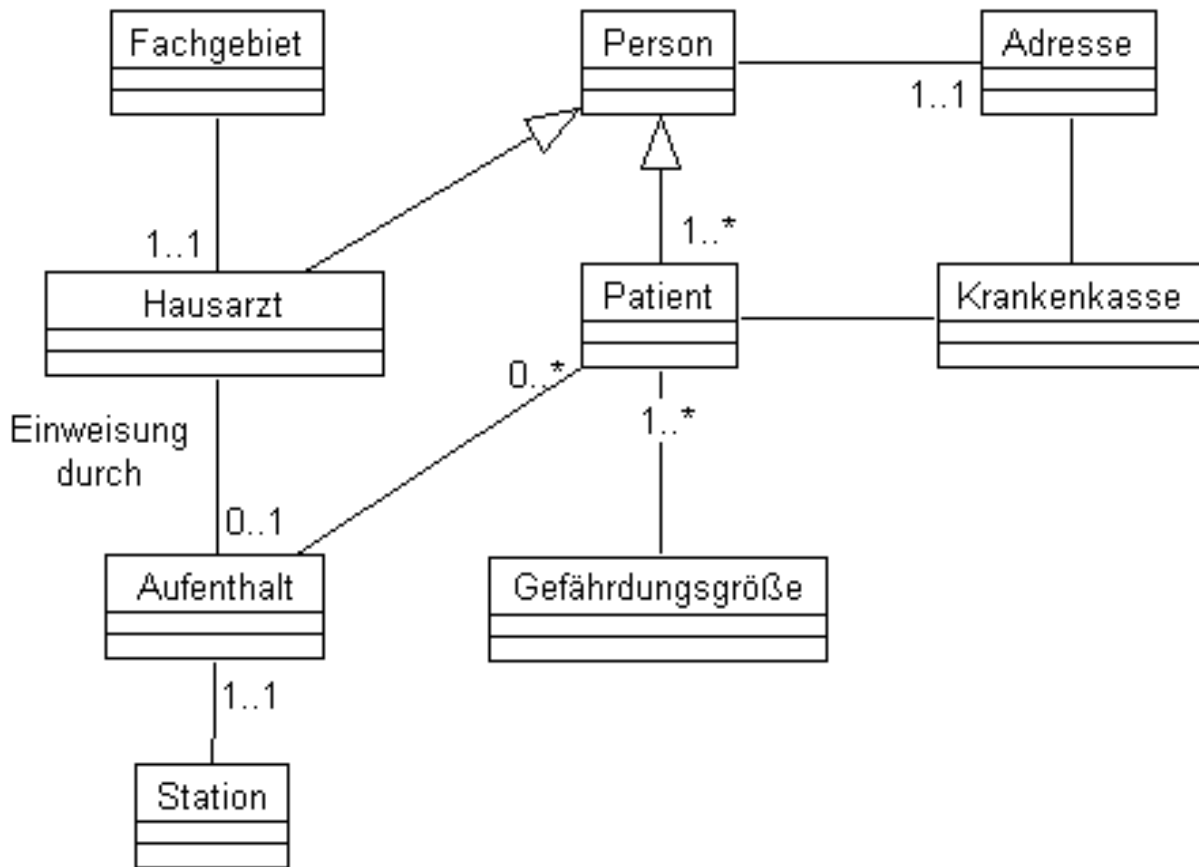 Fachgebiet
Person
Adresse
1..1
1..1
1..*
Hausarzt
Patient
Krankenkasse
0..*
1..*
Einweisung
durch
0..1
Aufenthalt
Gefährdungsgröße
1..1
Station